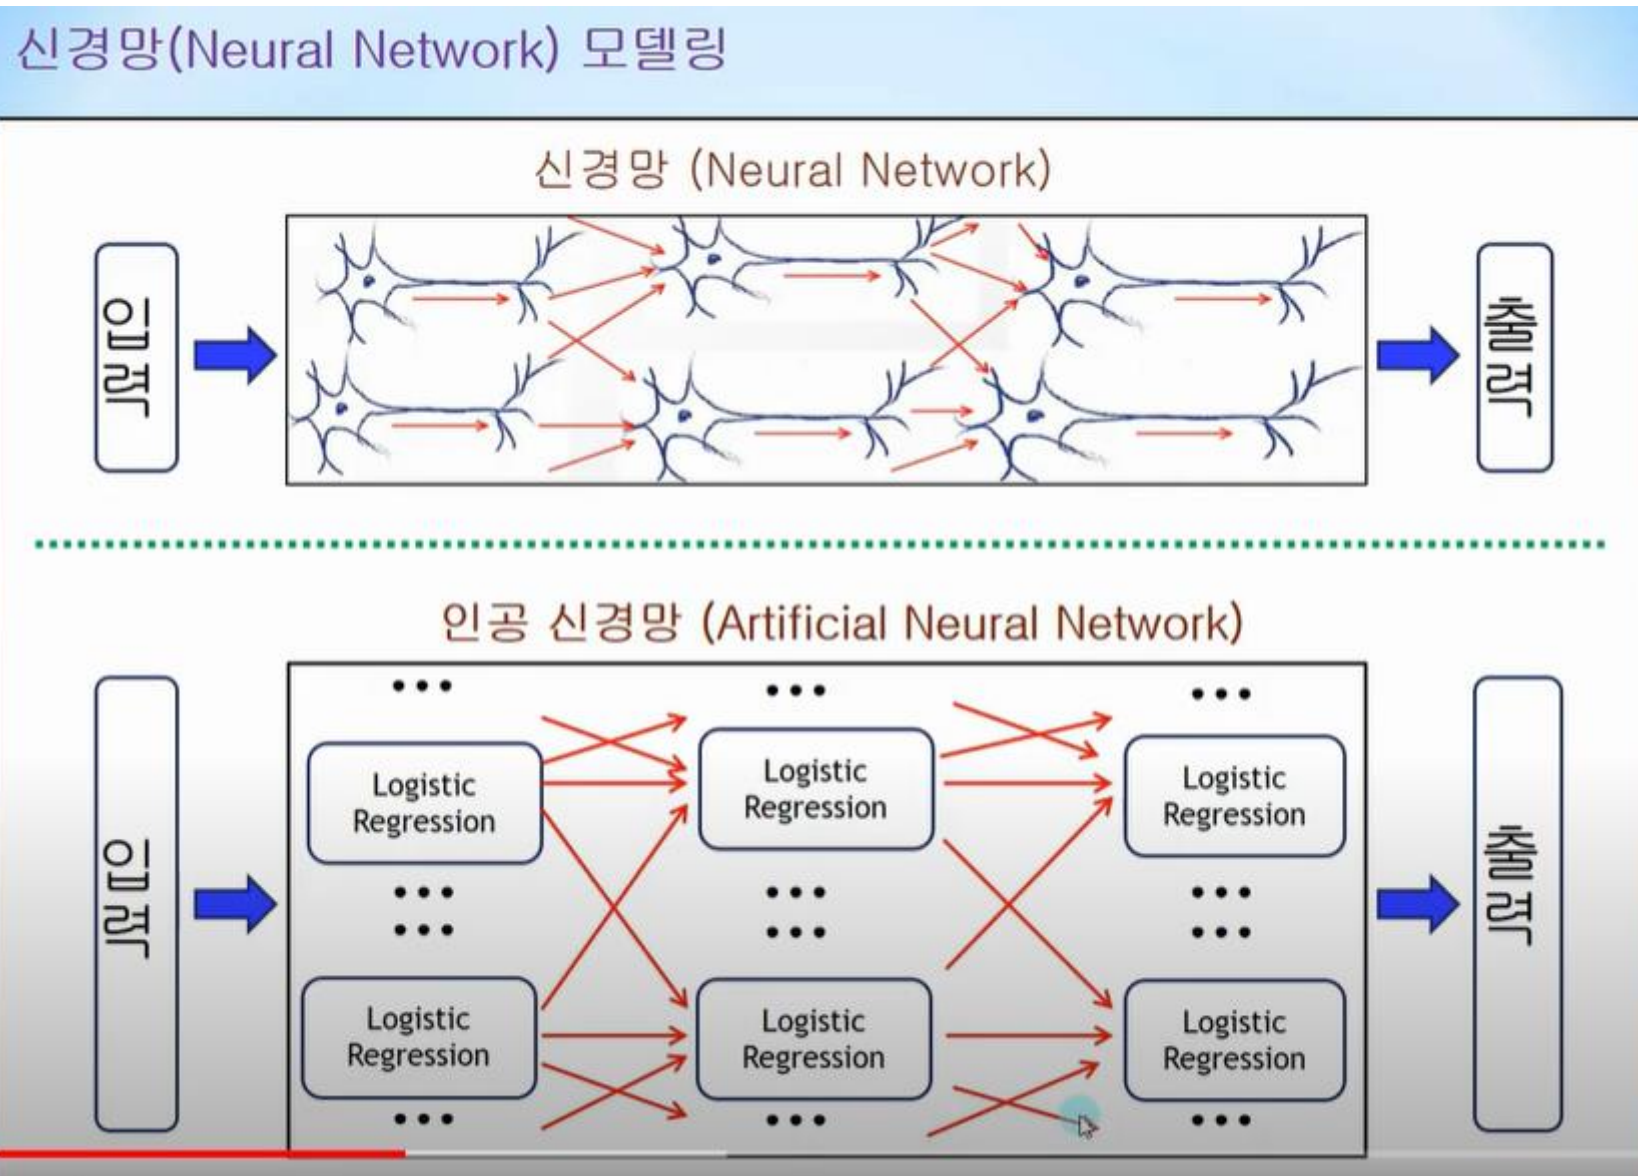 신경망(Neural Network) 모델링
신경망 (Neural Network)
입력
출력
인공 신경망 (Artificial Neural Network)
입력
•••
•••
•••
Logistic
Regression
Logistic
Regression
Logistic
Regression
•••
•••
•••
•••
•••
•••
Logistic
Regression
Logistic
Regression
Logistic
Regression
•••
•••
•••
출력